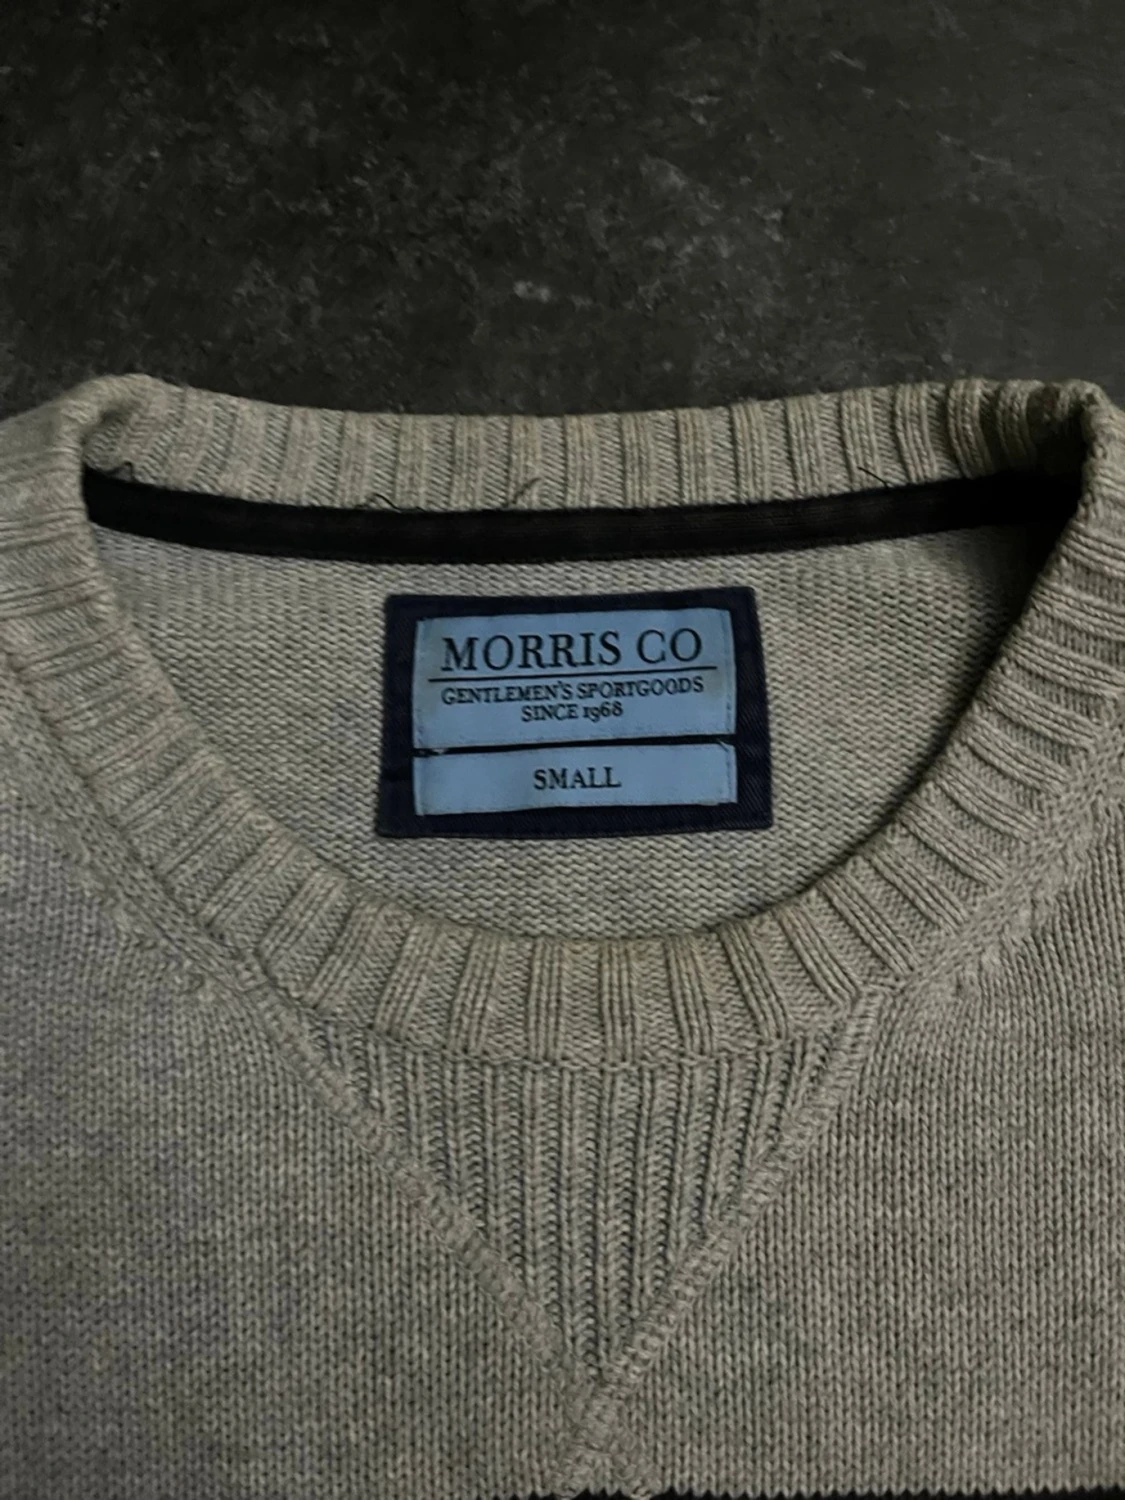 MORRIS CO
GENTLEMEN'S SPORTGOODS
SINCE 1968
SMALL